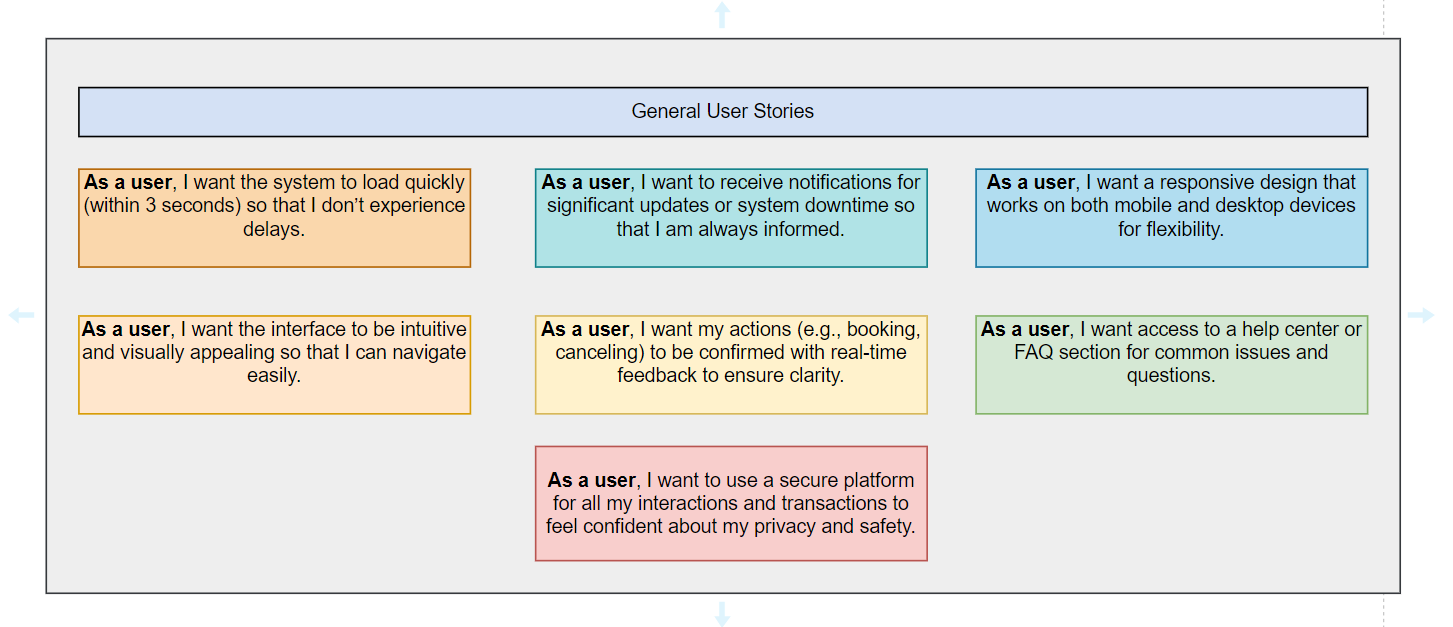 General User Stories
As a user, I want the system to load quickly
(within 3 seconds) so that I don’t experience
delays.
As a user, I want to receive notifications for
significant updates or system downtime so
that I am always informed.
As a user, I want a responsive design that
works on both mobile and desktop devices
for flexibility.
As a user, I want the interface to be intuitive
and visually appealing so that I can navigate
easily.
As a user, I want my actions (e.g., booking,
canceling) to be confirmed with real-time
feedback to ensure clarity.
As a user, I want access to a help center or
FAQ section for common issues and
questions.
As a user, I want to use a secure platform
for all my interactions and transactions to
feel confident about my privacy and safety.